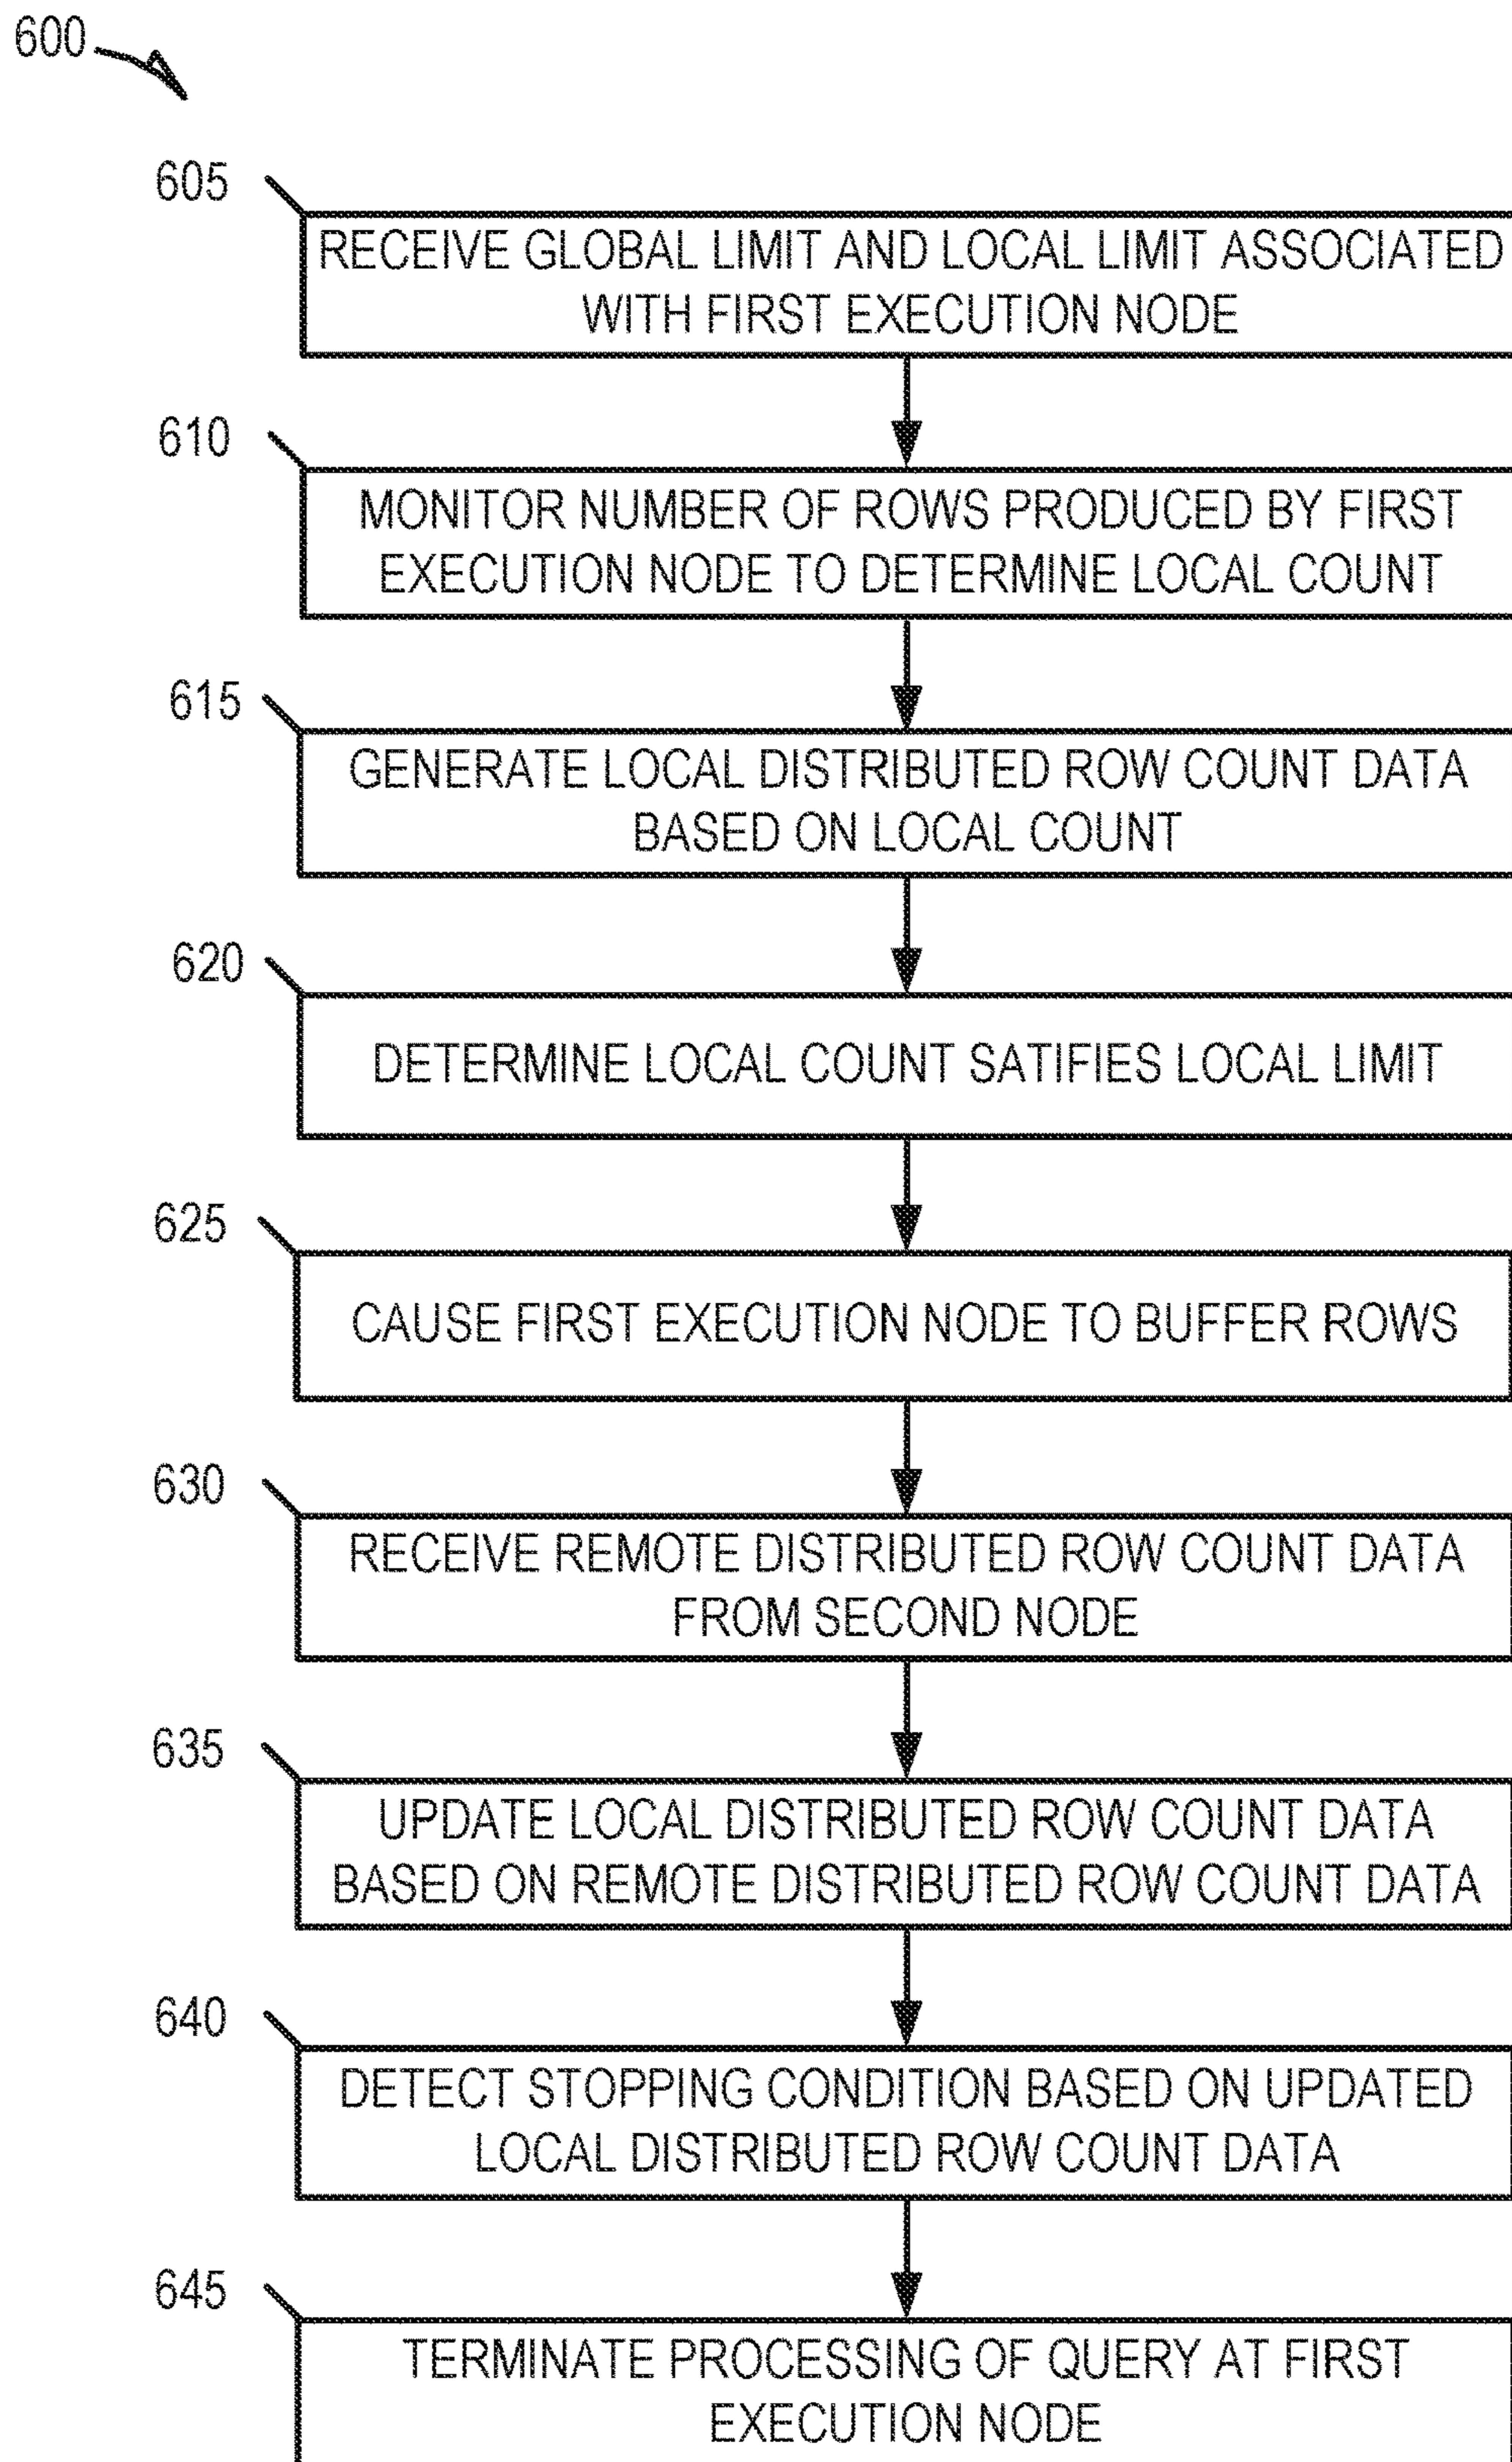 600
605
RECEIVE GLOBAL LIMIT AND LOCAL LIMIT ASSOCIATED
WITH FIRST EXECUTION NODE
610
MONITOR NUMBER OF ROWS PRODUCED BY FIRST
EXECUTION NODE TO DETERMINE LOCAL COUNT
615
GENERATE LOCAL DISTRIBUTED ROW COUNT DATA
BASED ON LOCAL COUNT
620
DETERMINE LOCAL COUNT SATIFIES LOCAL LIMIT
625
CAUSE FIRST EXECUTION NODE TO BUFFER ROWS
630
RECEIVE REMOTE DISTRIBUTED ROW COUNT DATA
FROM SECOND NODE
635
UPDATE LOCAL DISTRIBUTED ROW COUNT DATA
BASED ON REMOTE DISTRIBUTED ROW COUNT DATA
640
DETECT STOPPING CONDITION BASED ON UPDATED
LOCAL DISTRIBUTED ROW COUNT DATA
645
TERMINATE PROCESSING OF QUERY AT FIRST
EXECUTION NODE